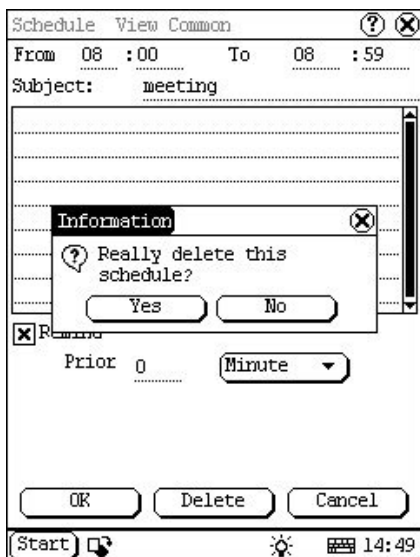 Schedule View Common
From 08 :00 To 08 :59
Subject: meeting
Information
Really delete this
schedule?
Yes No
Remind
Prior 0 Minute
OK Delete Cancel
Start 14:49